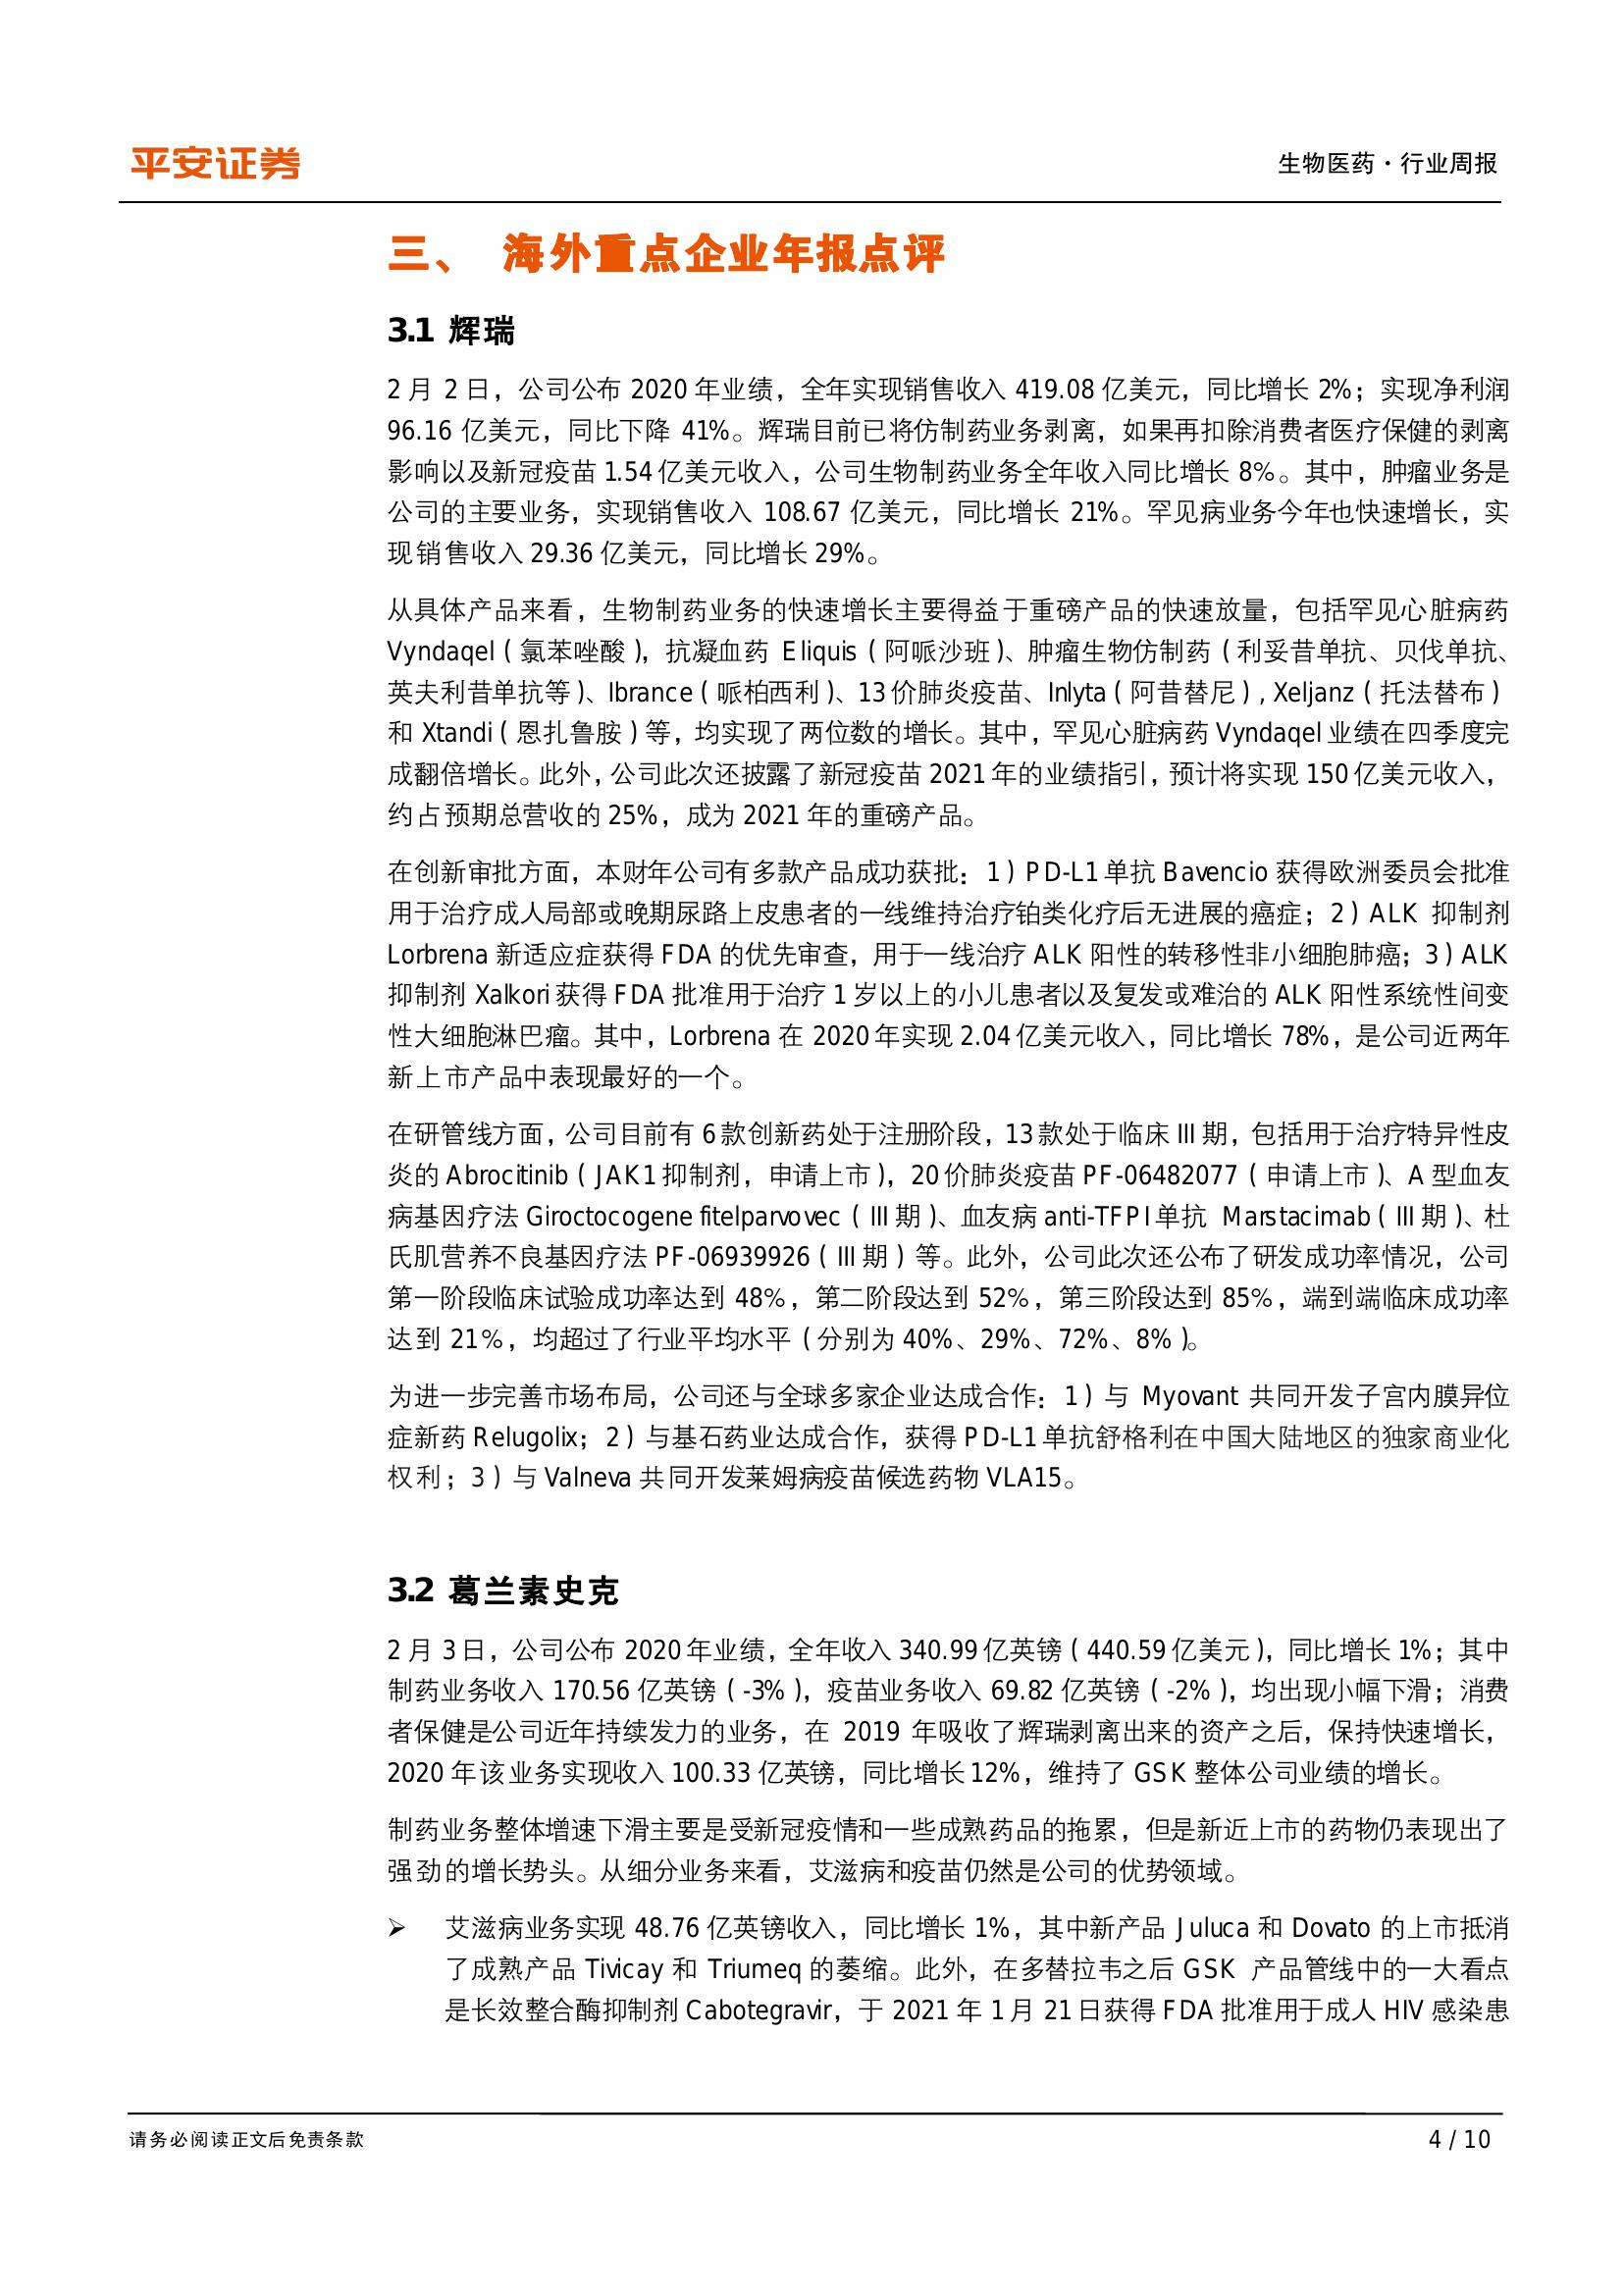 平安证券
生物医药·行业周报
三、 海外重点企业年报点评
3.1 辉瑞
2 月 2 日，公司公布 2020 年业绩，全年实现销售收入 419.08 亿美元，同比增长 2%；实现净利润
96.16 亿美元，同比下降 41%。辉瑞目前已将仿制药业务剥离，如果再扣除消费者医疗保健的剥离
影响以及新冠疫苗 1.54 亿美元收入，公司生物制药业务全年收入同比增长 8%。其中，肿瘤业务是
公司的主要业务，实现销售收入 108.67 亿美元，同比增长 21%。罕见病业务今年也快速增长，实
现销售收入 29.36 亿美元，同比增长 29%。
从具体产品来看，生物制药业务的快速增长主要得益于重磅产品的快速放量，包括罕见心脏病药
Vyndaqel（氯苯唑酸），抗凝血药 Eliquis（阿哌沙班）、肿瘤生物仿制药（利妥昔单抗、贝伐单抗、
英夫利昔单抗等）、Ibrance（哌柏西利）、13 价肺炎疫苗、Inlyta（阿昔替尼）, Xeljanz（托法替布）
和 Xtandi（恩扎鲁胺）等，均实现了两位数的增长。其中，罕见心脏病药 Vyndaqel 业绩在四季度完
成翻倍增长。此外，公司此次还披露了新冠疫苗 2021 年的业绩指引，预计将实现 150 亿美元收入，
约占预期总营收的 25%，成为 2021 年的重磅产品。
在创新审批方面，本财年公司有多款产品成功获批：1）PD-L1 单抗 Bavencio 获得欧洲委员会批准
用于治疗成人局部或晚期尿路上皮患者的一线维持治疗铂类化疗后无进展的癌症；2）ALK 抑制剂
Lorbrena 新适应症获得 FDA 的优先审查，用于一线治疗 ALK 阳性的转移性非小细胞肺癌；3）ALK
抑制剂 Xalkori 获得 FDA 批准用于治疗 1 岁以上的小儿患者以及复发或难治的 ALK 阳性系统性间变
性大细胞淋巴瘤。其中，Lorbrena 在 2020 年实现 2.04 亿美元收入，同比增长 78%，是公司近两年
新上市产品中表现最好的一个。
在研管线方面，公司目前有 6 款创新药处于注册阶段，13 款处于临床 III 期，包括用于治疗特异性皮
炎的 Abrocitinib（JAK1 抑制剂，申请上市），20 价肺炎疫苗 PF-06482077（申请上市）、A 型血友
病基因疗法 Giroctocogene fitelparvovec（III 期）、血友病 anti-TFPI 单抗 Marstacimab（III 期）、杜
氏肌营养不良基因疗法 PF-06939926（III 期）等。此外，公司此次还公布了研发成功率情况，公司
第一阶段临床试验成功率达到 48%，第二阶段达到 52%，第三阶段达到 85%，端到端临床成功率
达到 21%，均超过了行业平均水平（分别为 40%、29%、72%、8%）。
为进一步完善市场布局，公司还与全球多家企业达成合作：1）与 Myovant 共同开发子宫内膜异位
症新药 Relugolix；2）与基石药业达成合作，获得 PD-L1 单抗舒格利在中国大陆地区的独家商业化
权利；3）与 Valneva 共同开发莱姆病疫苗候选药物 VLA15。
3.2 葛兰素史克
2 月 3 日，公司公布 2020 年业绩，全年收入 340.99 亿英镑（440.59 亿美元），同比增长 1%；其中
制药业务收入 170.56 亿英镑（-3%），疫苗业务收入 69.82 亿英镑（-2%），均出现小幅下滑；消费
者保健是公司近年持续发力的业务，在 2019 年吸收了辉瑞剥离出来的资产之后，保持快速增长，
2020 年该业务实现收入 100.33 亿英镑，同比增长 12%，维持了 GSK 整体公司业绩的增长。
制药业务整体增速下滑主要是受新冠疫情和一些成熟药品的拖累，但是新近上市的药物仍表现出了
强劲的增长势头。从细分业务来看，艾滋病和疫苗仍然是公司的优势领域。
➢ 艾滋病业务实现 48.76 亿英镑收入，同比增长 1%，其中新产品 Juluca 和 Dovato 的上市抵消
了成熟产品 Tivicay 和 Triumeq 的萎缩。此外，在多替拉韦之后 GSK 产品管线中的一大看点
是长效整合酶抑制剂 Cabotegravir，于 2021 年 1 月 21 日获得 FDA 批准用于成人 HIV 感染患
请务必阅读正文后免责条款
4 / 10